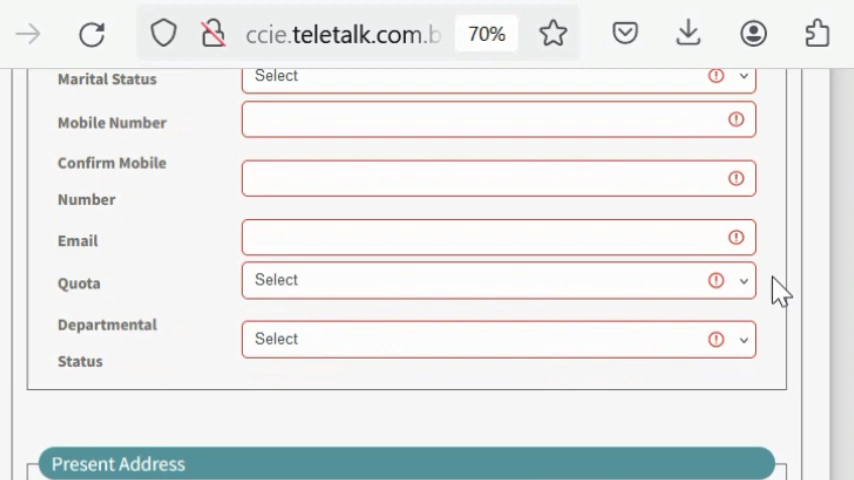 ccie.teletalk.com.b
70%
Marital Status
Select
Mobile Number
Confirm Mobile
Number
Email
Quota
Select
Departmental
Status
Select
Present Address